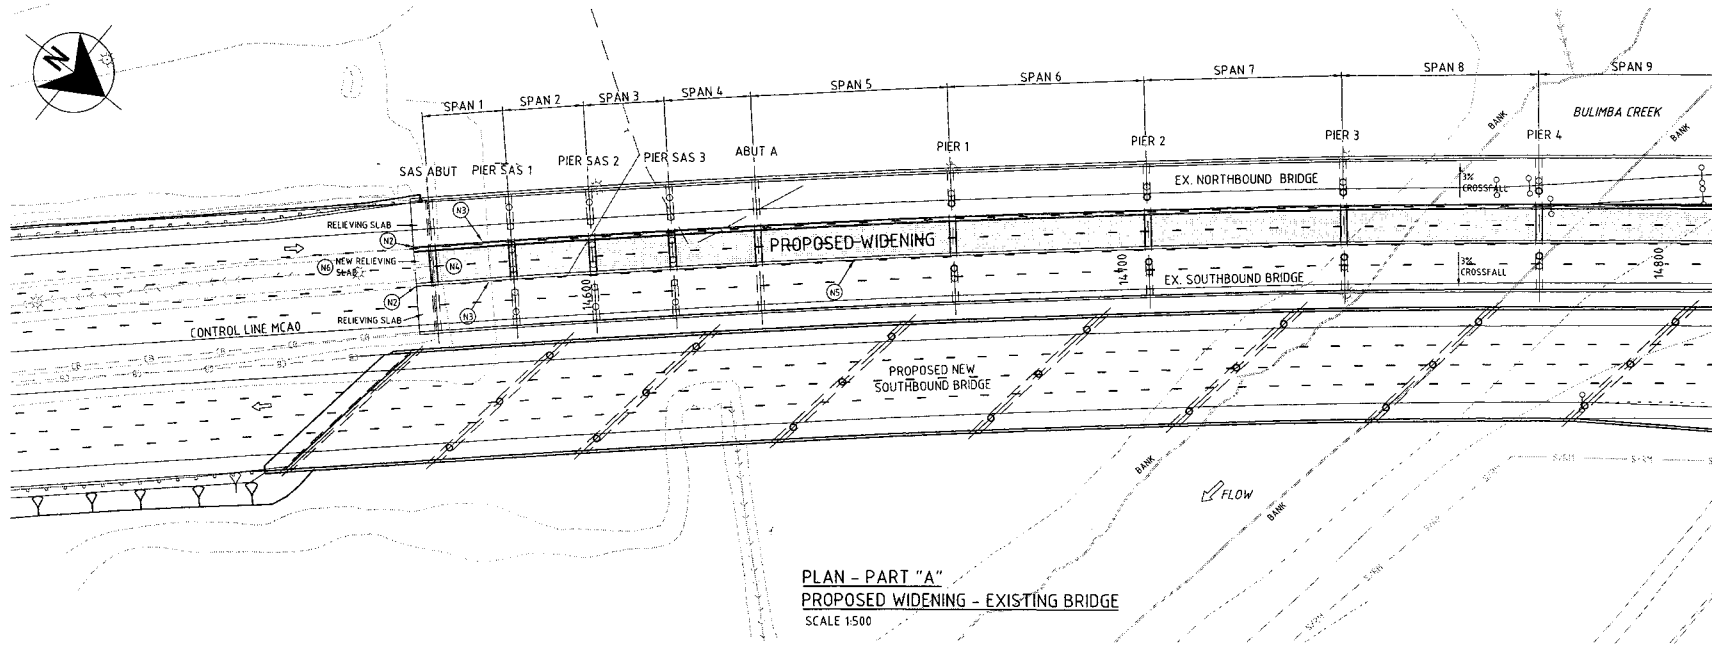 N
SPAN 1
SPAN 2
SPAN 3
SPAN 4
SPAN 5
SPAN 6
SPAN 7
SPAN 8
SPAN 9
BULIMBA CREEK
BANK
BANK
SAS ABUT
PIER SAS 1
PIER SAS 2
PIER SAS 3
ABUT A
PIER 1
PIER 2
PIER 3
PIER 4
EX. NORTHBOUND BRIDGE
3%
CROSSFALL
RELIEVING SLAB
N3
N2
N6
NEW RELIEVING
SLAB
N4
PROPOSED WIDENING
N2
N3
14600
N5
14700
EX. SOUTHBOUND BRIDGE
3%
CROSSFALL
14800
RELIEVING SLAB
CONTROL LINE MCA0
PROPOSED NEW
SOUTHBOUND BRIDGE
BANK
FLOW
BANK
PLAN - PART "A"
PROPOSED WIDENING - EXISTING BRIDGE
SCALE 1:500